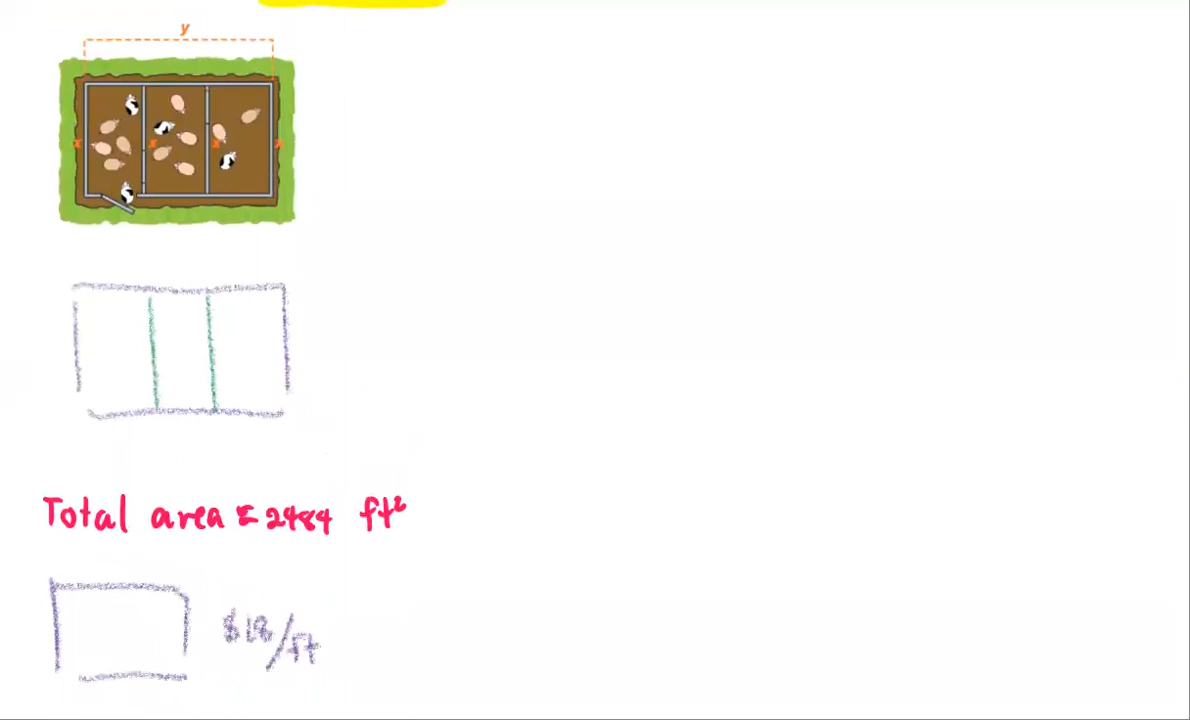 y
x x x x
Total area = 2484 ft²
$18/ft